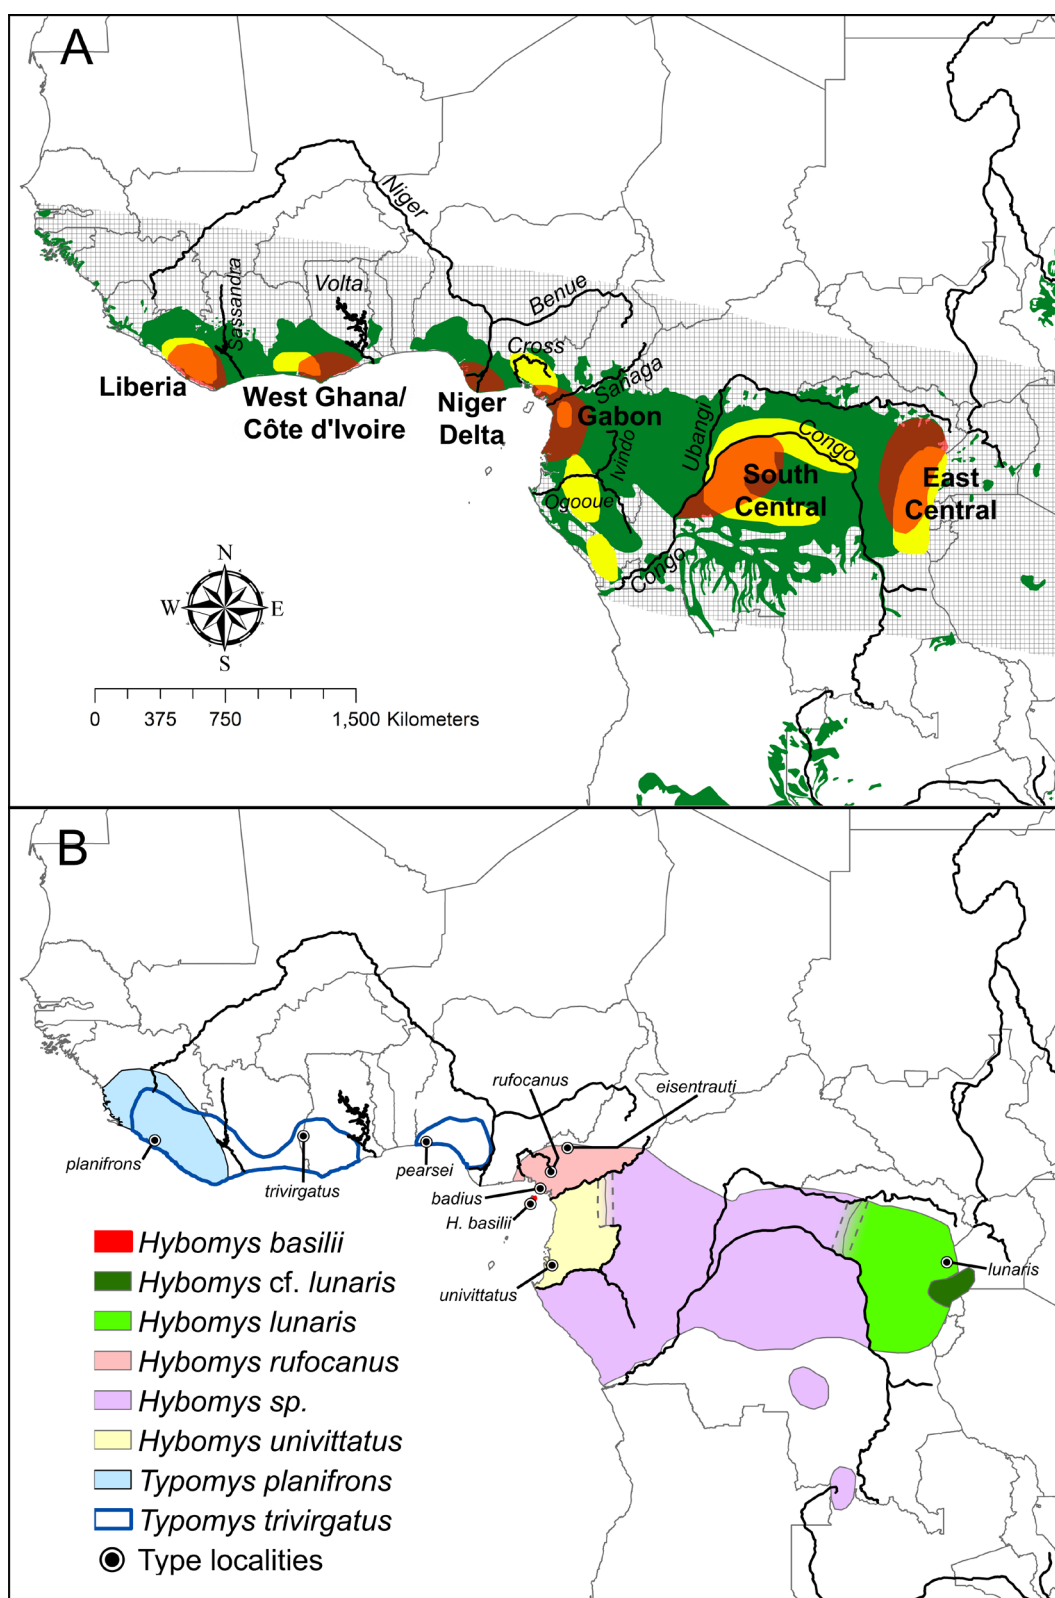 A
Niger
Sassandra
Volta
Benue
Cross
Sanaga
Liberia
West Ghana/
Côte d'Ivoire
Niger
Delta
Gabon
Ivindo
Ogooue
Ubangi
Congo
South
Central
East
Central
Congo
N
W
E
S
0 375 750 1,500 Kilometers
B
rufocanus
eisentrauti
planifrons
trivirgatus
pearsei
badius
H. basilii
univittatus
lunaris
Hybomys basilii
Hybomys cf. lunaris
Hybomys lunaris
Hybomys rufocanus
Hybomys sp.
Hybomys univittatus
Typomys planifrons
Typomys trivirgatus
Type localities